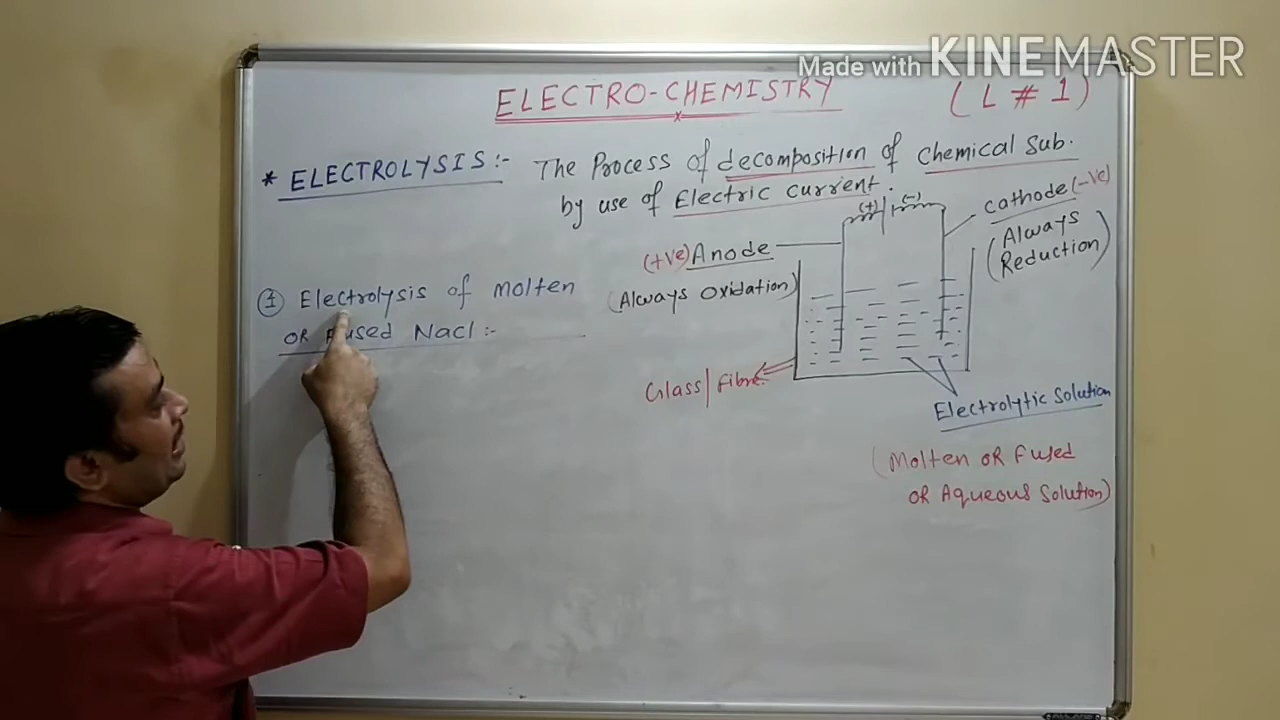 Made with KINEMASTER
ELECTRO-CHEMISTRY (L # 1)
* ELECTROLYSIS :- The Process of decomposition of chemical Sub.
by use of Electric current.
(+) (-)
cathode (-ve)
(Always
Reduction)
(+ve) Anode
(Always Oxidation)
① Electrolysis of Molten
OR Fused Nacl :-
Glass/Fibre.
Electrolytic Solution
(Molten OR Fused
OR Aqueous Solution)